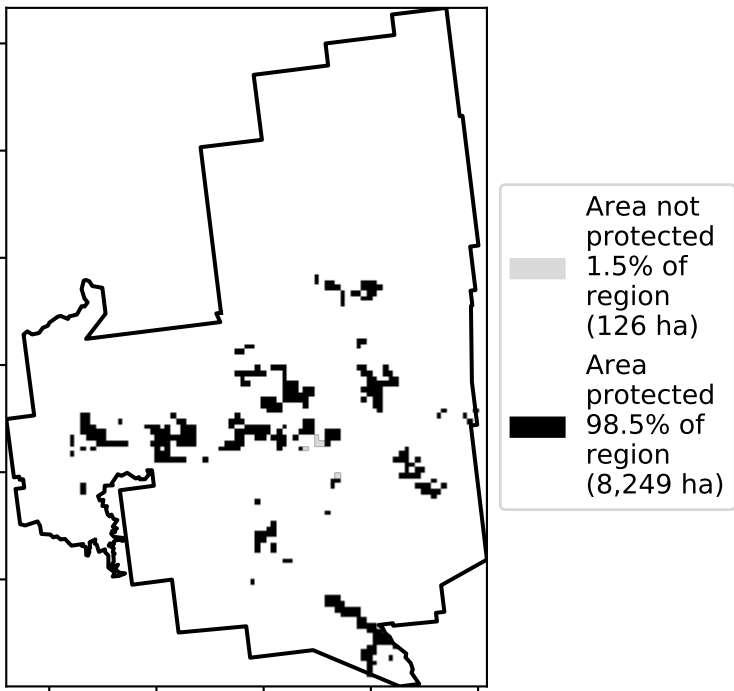 Area not
protected
1.5% of
region
(126 ha)
Area
protected
98.5% of
region
(8,249 ha)